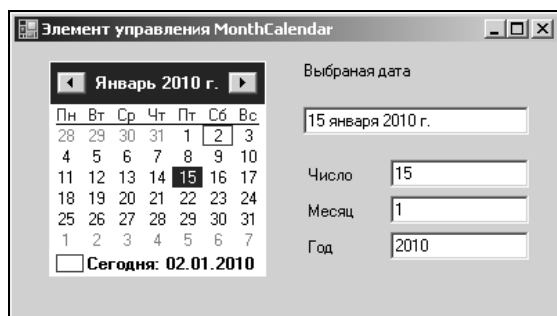 Элемент управления MonthCalendar
Январь 2010 г.
Пн Вт Ср Чт Пт Сб Вс
28 29 30 31 1 2 3
4 5 6 7 8 9 10
11 12 13 14 15 16 17
18 19 20 21 22 23 24
25 26 27 28 29 30 31
1 2 3 4 5 6 7
Сегодня: 02.01.2010
Выбраная дата
15 января 2010 г.
Число 15
Месяц 1
Год 2010